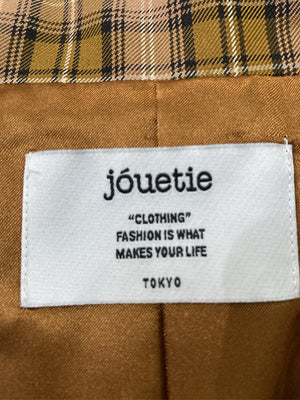 jóuetie
“CLOTHING”
FASHION IS WHAT
MAKES YOUR LIFE
TOKYO